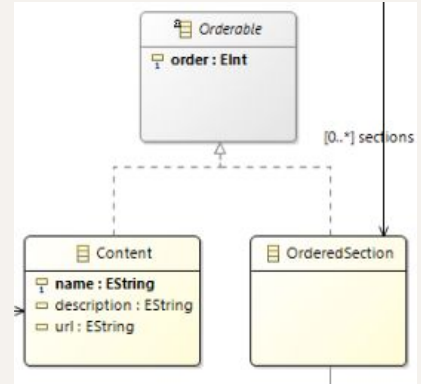 Orderable
order : EInt
[0..*] sections
Content
name : EString
description : EString
url : EString
OrderedSection